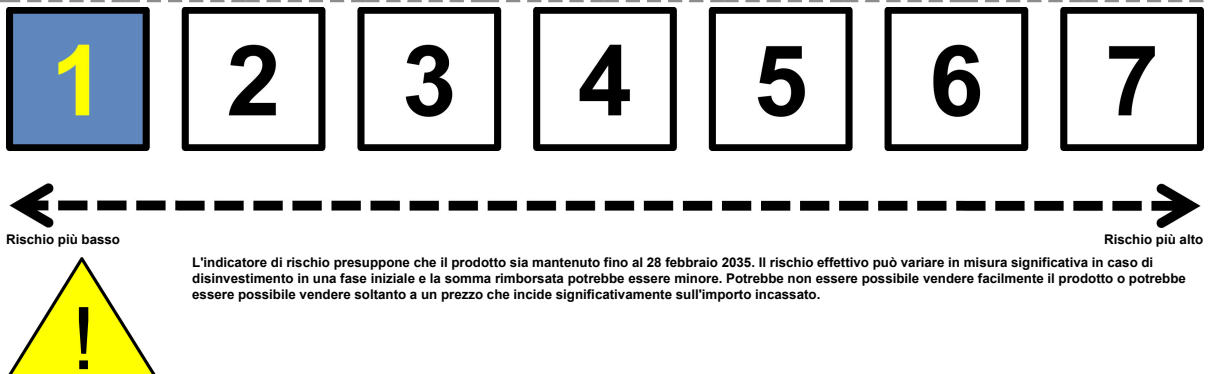 1 2 3 4 5 6 7
Rischio più basso Rischio più alto
L'indicatore di rischio presuppone che il prodotto sia mantenuto fino al 28 febbraio 2035. Il rischio effettivo può variare in misura significativa in caso di
disinvestimento in una fase iniziale e la somma rimborsata potrebbe essere minore. Potrebbe non essere possibile vendere facilmente il prodotto o potrebbe
essere possibile vendere soltanto a un prezzo che incide significativamente sull'importo incassato.
!